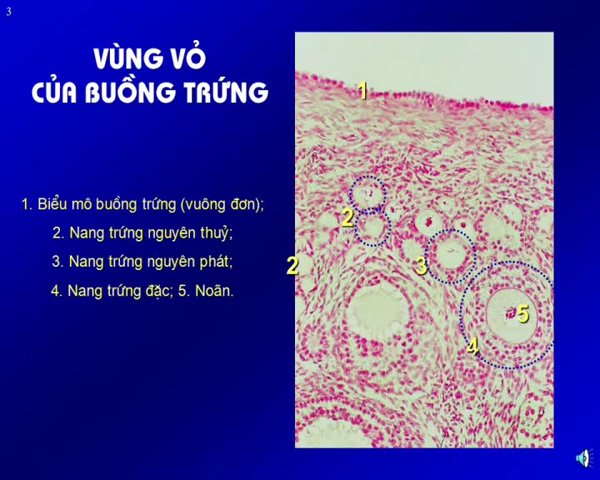 3
VÙNG VỎ
CỦA BUỒNG TRỨNG
1. Biểu mô buồng trứng (vuông đơn);
2. Nang trứng nguyên thuỷ;
3. Nang trứng nguyên phát;
4. Nang trứng đặc; 5. Noãn.
1
2
2
3
5
4